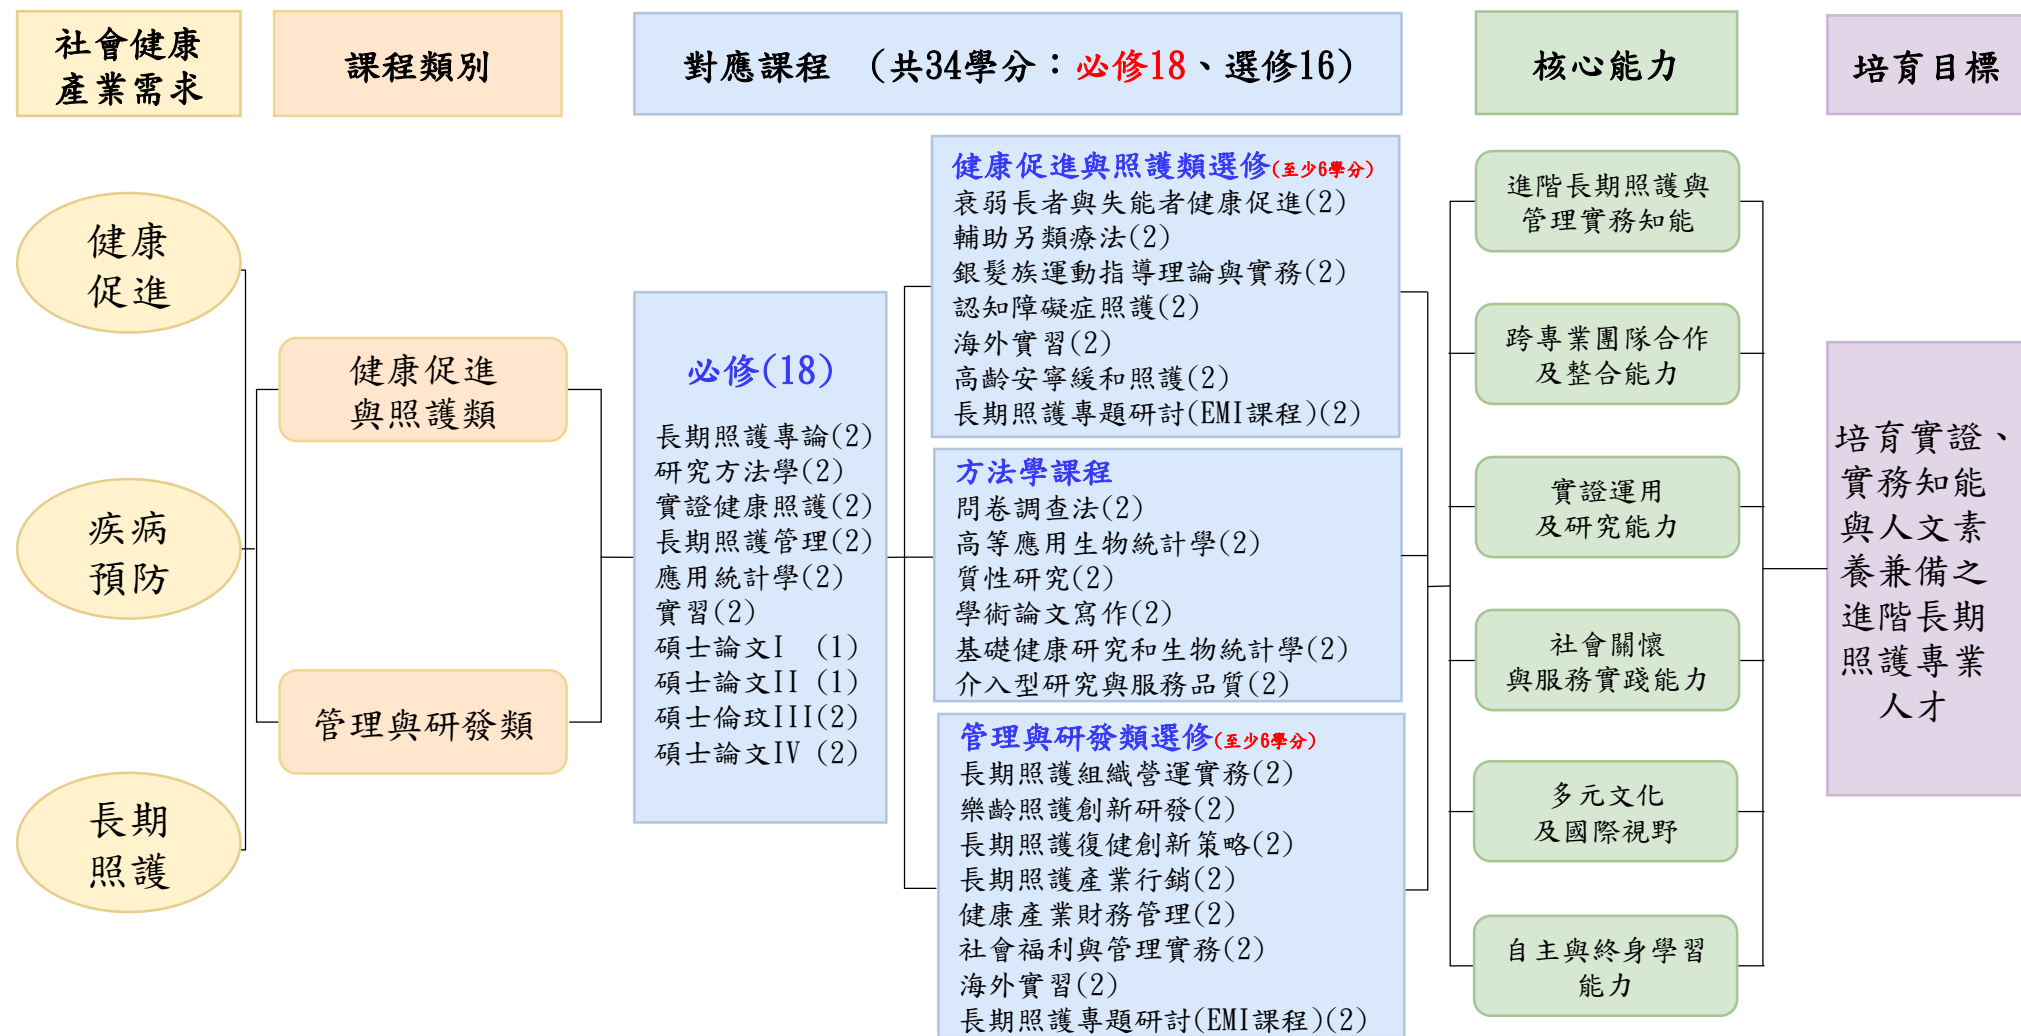 社會健康
產業需求
課程類別
對應課程 （共34學分：必修18、選修16）
核心能力
培育目標
健康
促進
疾病
預防
長期
照護
健康促進
與照護類
管理與研發類
必修(18)
長期照護專論(2)
研究方法學(2)
實證健康照護(2)
長期照護管理(2)
應用統計學(2)
實習(2)
碩士論文I (1)
碩士論文II (1)
碩士倫玟III(2)
碩士論文IV (2)
健康促進與照護類選修(至少6學分)
衰弱長者與失能者健康促進(2)
輔助另類療法(2)
銀髮族運動指導理論與實務(2)
認知障礙症照護(2)
海外實習(2)
高齡安寧緩和照護(2)
長期照護專題研討(EMI課程)(2)
方法學課程
問卷調查法(2)
高等應用生物統計學(2)
質性研究(2)
學術論文寫作(2)
基礎健康研究和生物統計學(2)
介入型研究與服務品質(2)
管理與研發類選修(至少6學分)
長期照護組織營運實務(2)
樂齡照護創新研發(2)
長期照護復健創新策略(2)
長期照護產業行銷(2)
健康產業財務管理(2)
社會福利與管理實務(2)
海外實習(2)
長期照護專題研討(EMI課程)(2)
進階長期照護與
管理實務知能
跨專業團隊合作
及整合能力
實證運用
及研究能力
社會關懷
與服務實踐能力
多元文化
及國際視野
自主與終身學習
能力
培育實證、
實務知能
與人文素
養兼備之
進階長期
照護專業
人才